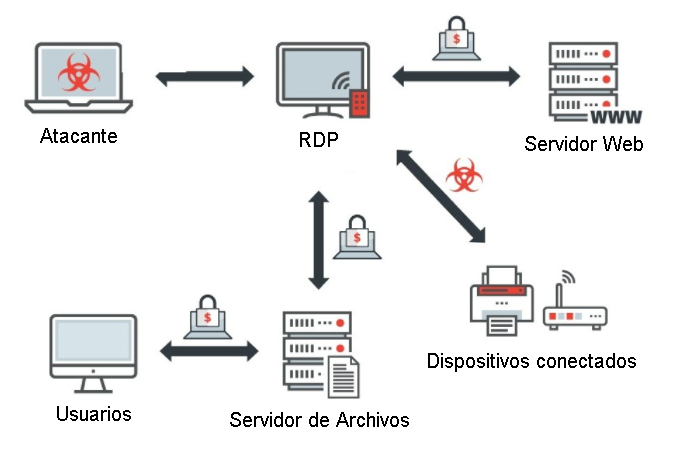 $
WWW
Atacante
RDP
Servidor Web
$
$
Dispositivos conectados
Usuarios
Servidor de Archivos